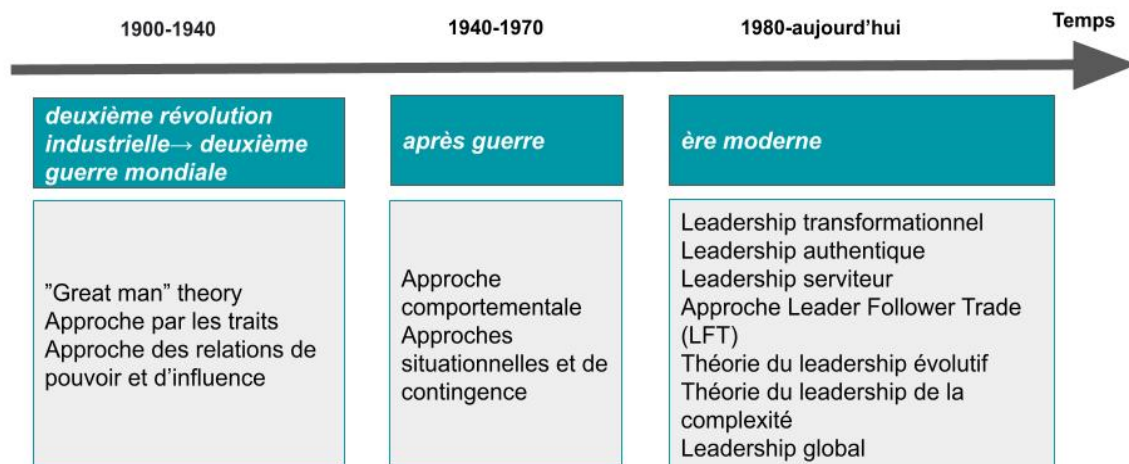 1900-1940
1940-1970
1980-aujourd’hui
Temps
deuxième révolution
industrielle→ deuxième
guerre mondiale
après guerre
ère moderne
”Great man” theory
Approche par les traits
Approche des relations de
pouvoir et d’influence
Approche
comportementale
Approches
situationnelles et de
contingence
Leadership transformationnel
Leadership authentique
Leadership serviteur
Approche Leader Follower Trade
(LFT)
Théorie du leadership évolutif
Théorie du leadership de la
complexité
Leadership global